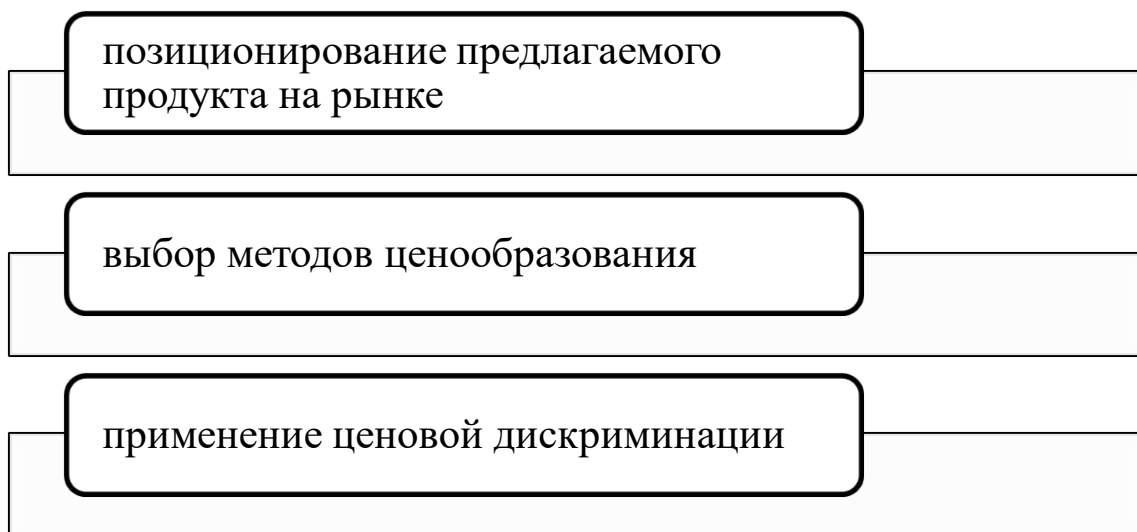 позиционирование предлагаемого
продукта на рынке
выбор методов ценообразования
применение ценовой дискриминации